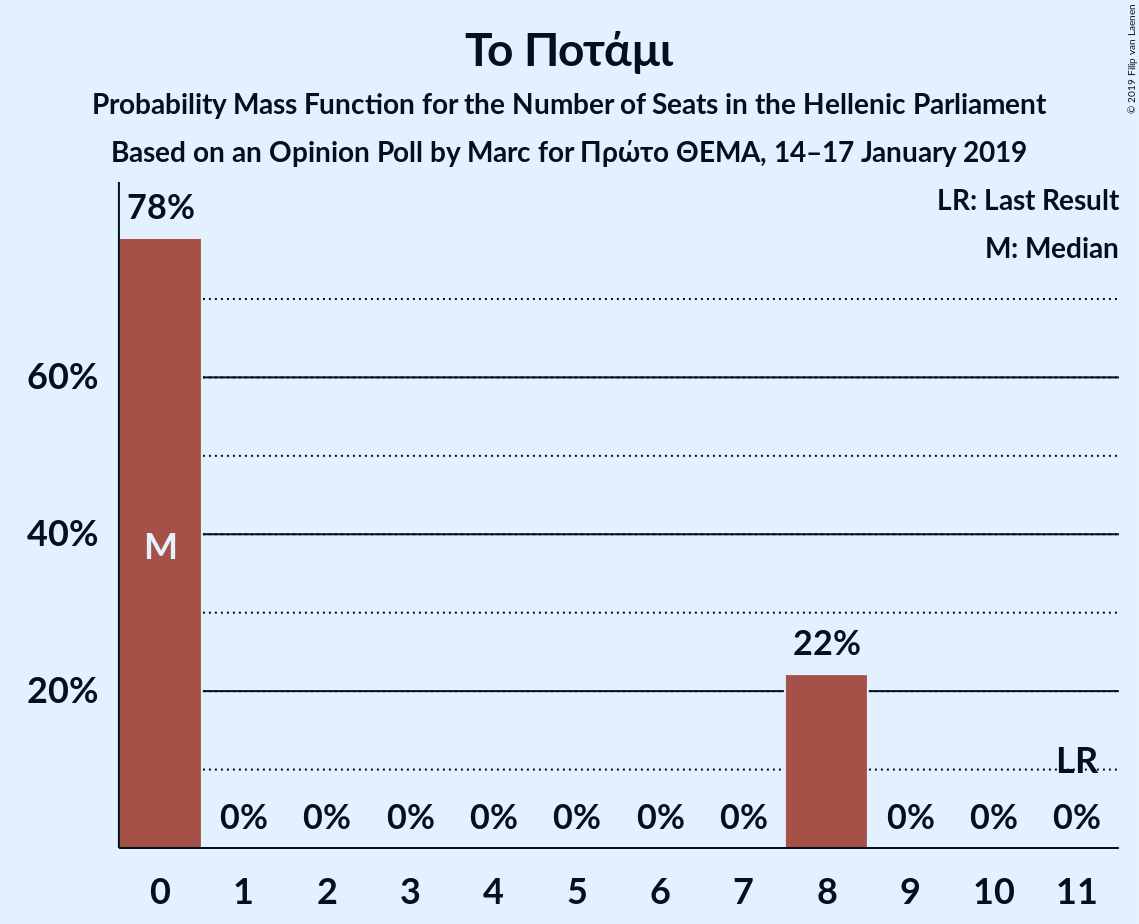 Το Ποτάμι
Probability Mass Function for the Number of Seats in the Hellenic Parliament
Based on an Opinion Poll by Marc for Πρώτο ΘΕΜΑ, 14–17 January 2019
© 2019 Filip van Laenen
LR: Last Result
M: Median
78%
60%
40%
M
22%
20%
LR
0% 0% 0% 0% 0% 0% 0% 0% 0% 0%
0 1 2 3 4 5 6 7 8 9 10 11